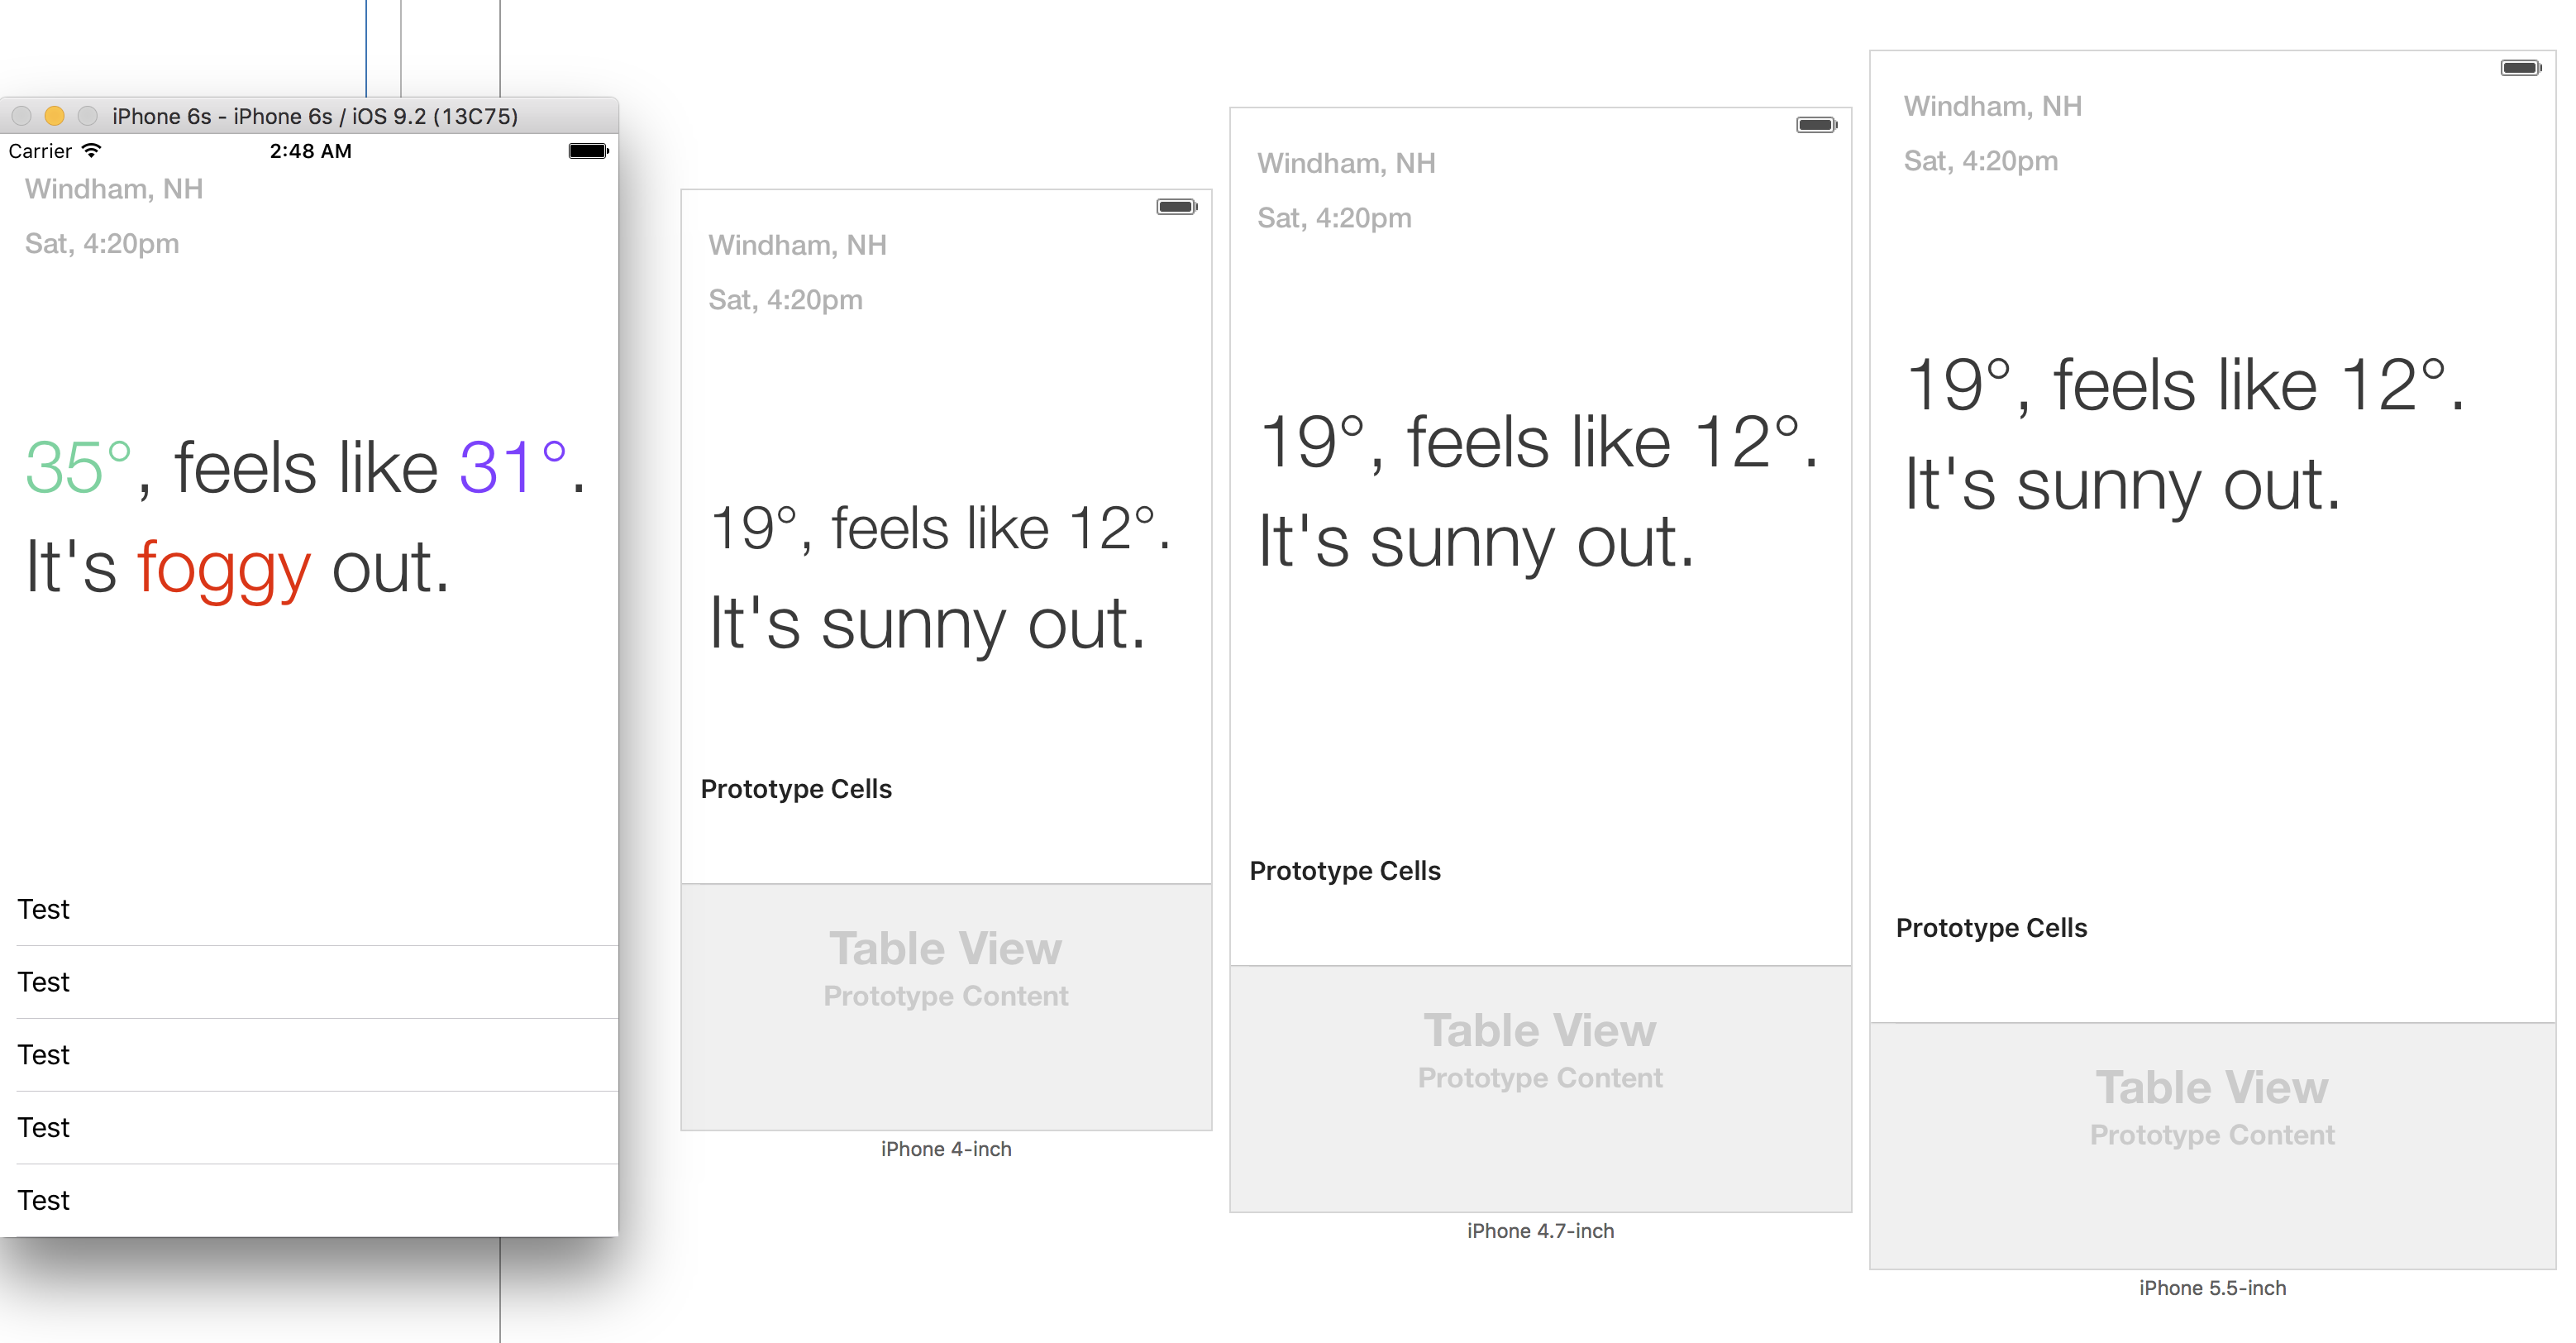 iPhone 6s - iPhone 6s / iOS 9.2 (13C75)
Carrier 2:48 AM
Windham, NH
Sat, 4:20pm
35°, feels like 31°.
It's foggy out.
Test
Test
Test
Test
Test
Windham, NH
Sat, 4:20pm
19°, feels like 12°.
It's sunny out.
Prototype Cells
Table View
Prototype Content
iPhone 4-inch
Windham, NH
Sat, 4:20pm
19°, feels like 12°.
It's sunny out.
Prototype Cells
Table View
Prototype Content
iPhone 4.7-inch
Windham, NH
Sat, 4:20pm
19°, feels like 12°.
It's sunny out.
Prototype Cells
Table View
Prototype Content
iPhone 5.5-inch